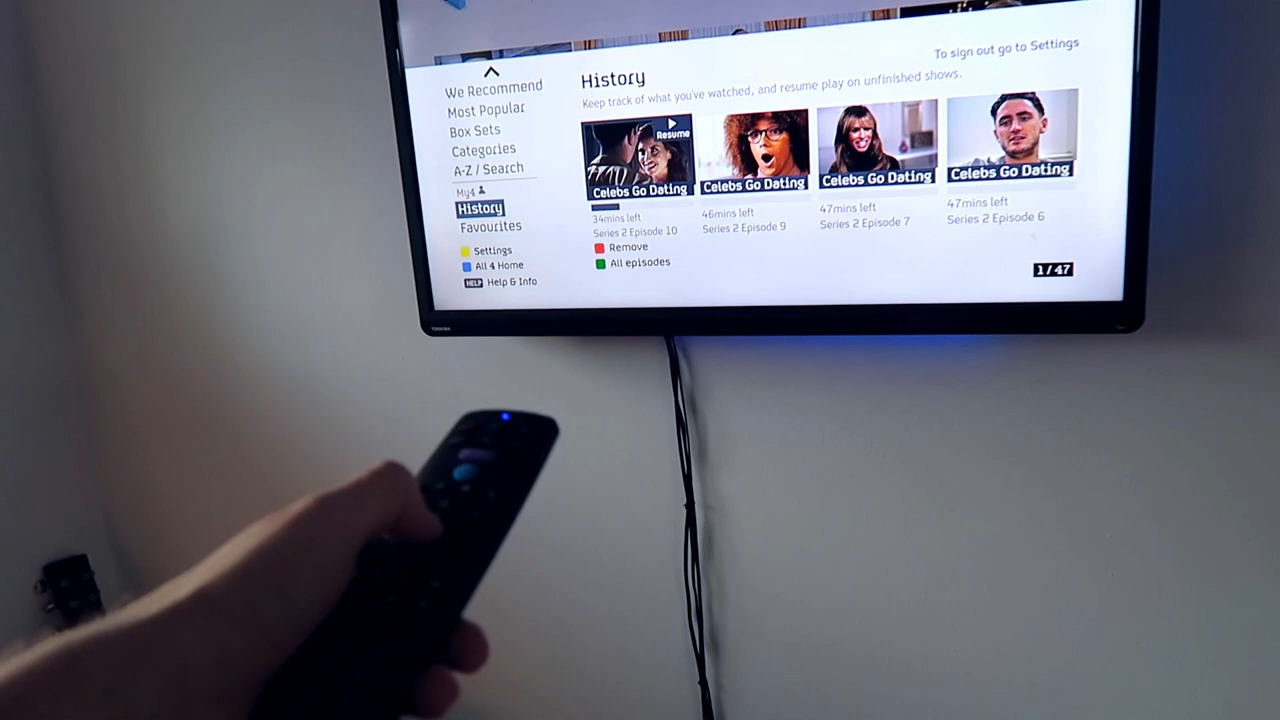 To sign out go to Settings
We Recommend
Most Popular
Box Sets
Categories
A-Z / Search
My4
History
Favourites
Settings
All 4 Home
HELP Help & Info
History
Keep track of what you've watched, and resume play on unfinished shows.
Resume
Celebs Go Dating
34mins left
Series 2 Episode 10
Remove
All episodes
Celebs Go Dating
46mins left
Series 2 Episode 9
Celebs Go Dating
47mins left
Series 2 Episode 7
Celebs Go Dating
47mins left
Series 2 Episode 6
1/47
TOSHIBA